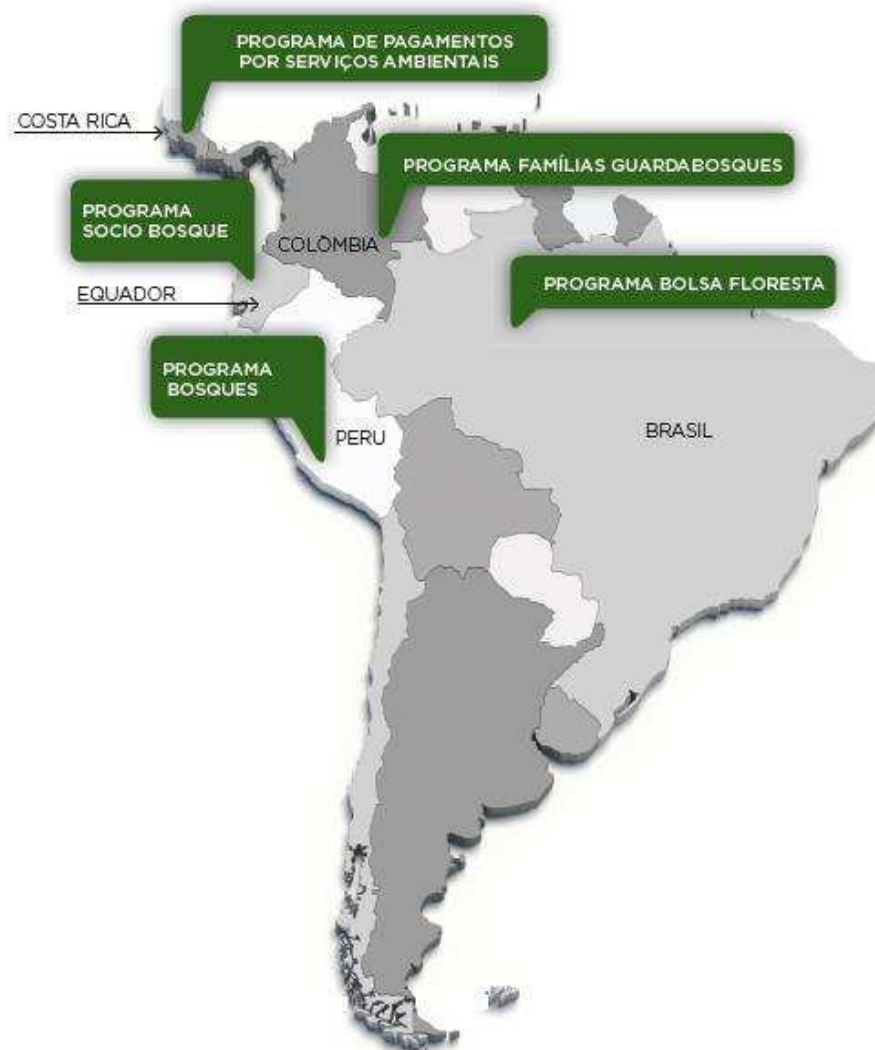 PROGRAMA DE PAGAMENTOS
POR SERVIÇOS AMBIENTAIS
COSTA RICA
PROGRAMA FAMÍLIAS GUARDABOSQUES
PROGRAMA
SOCIO BOSQUE
COLÔMBIA
PROGRAMA BOLSA FLORESTA
EQUADOR
PROGRAMA
BOSQUES
PERU
BRASIL